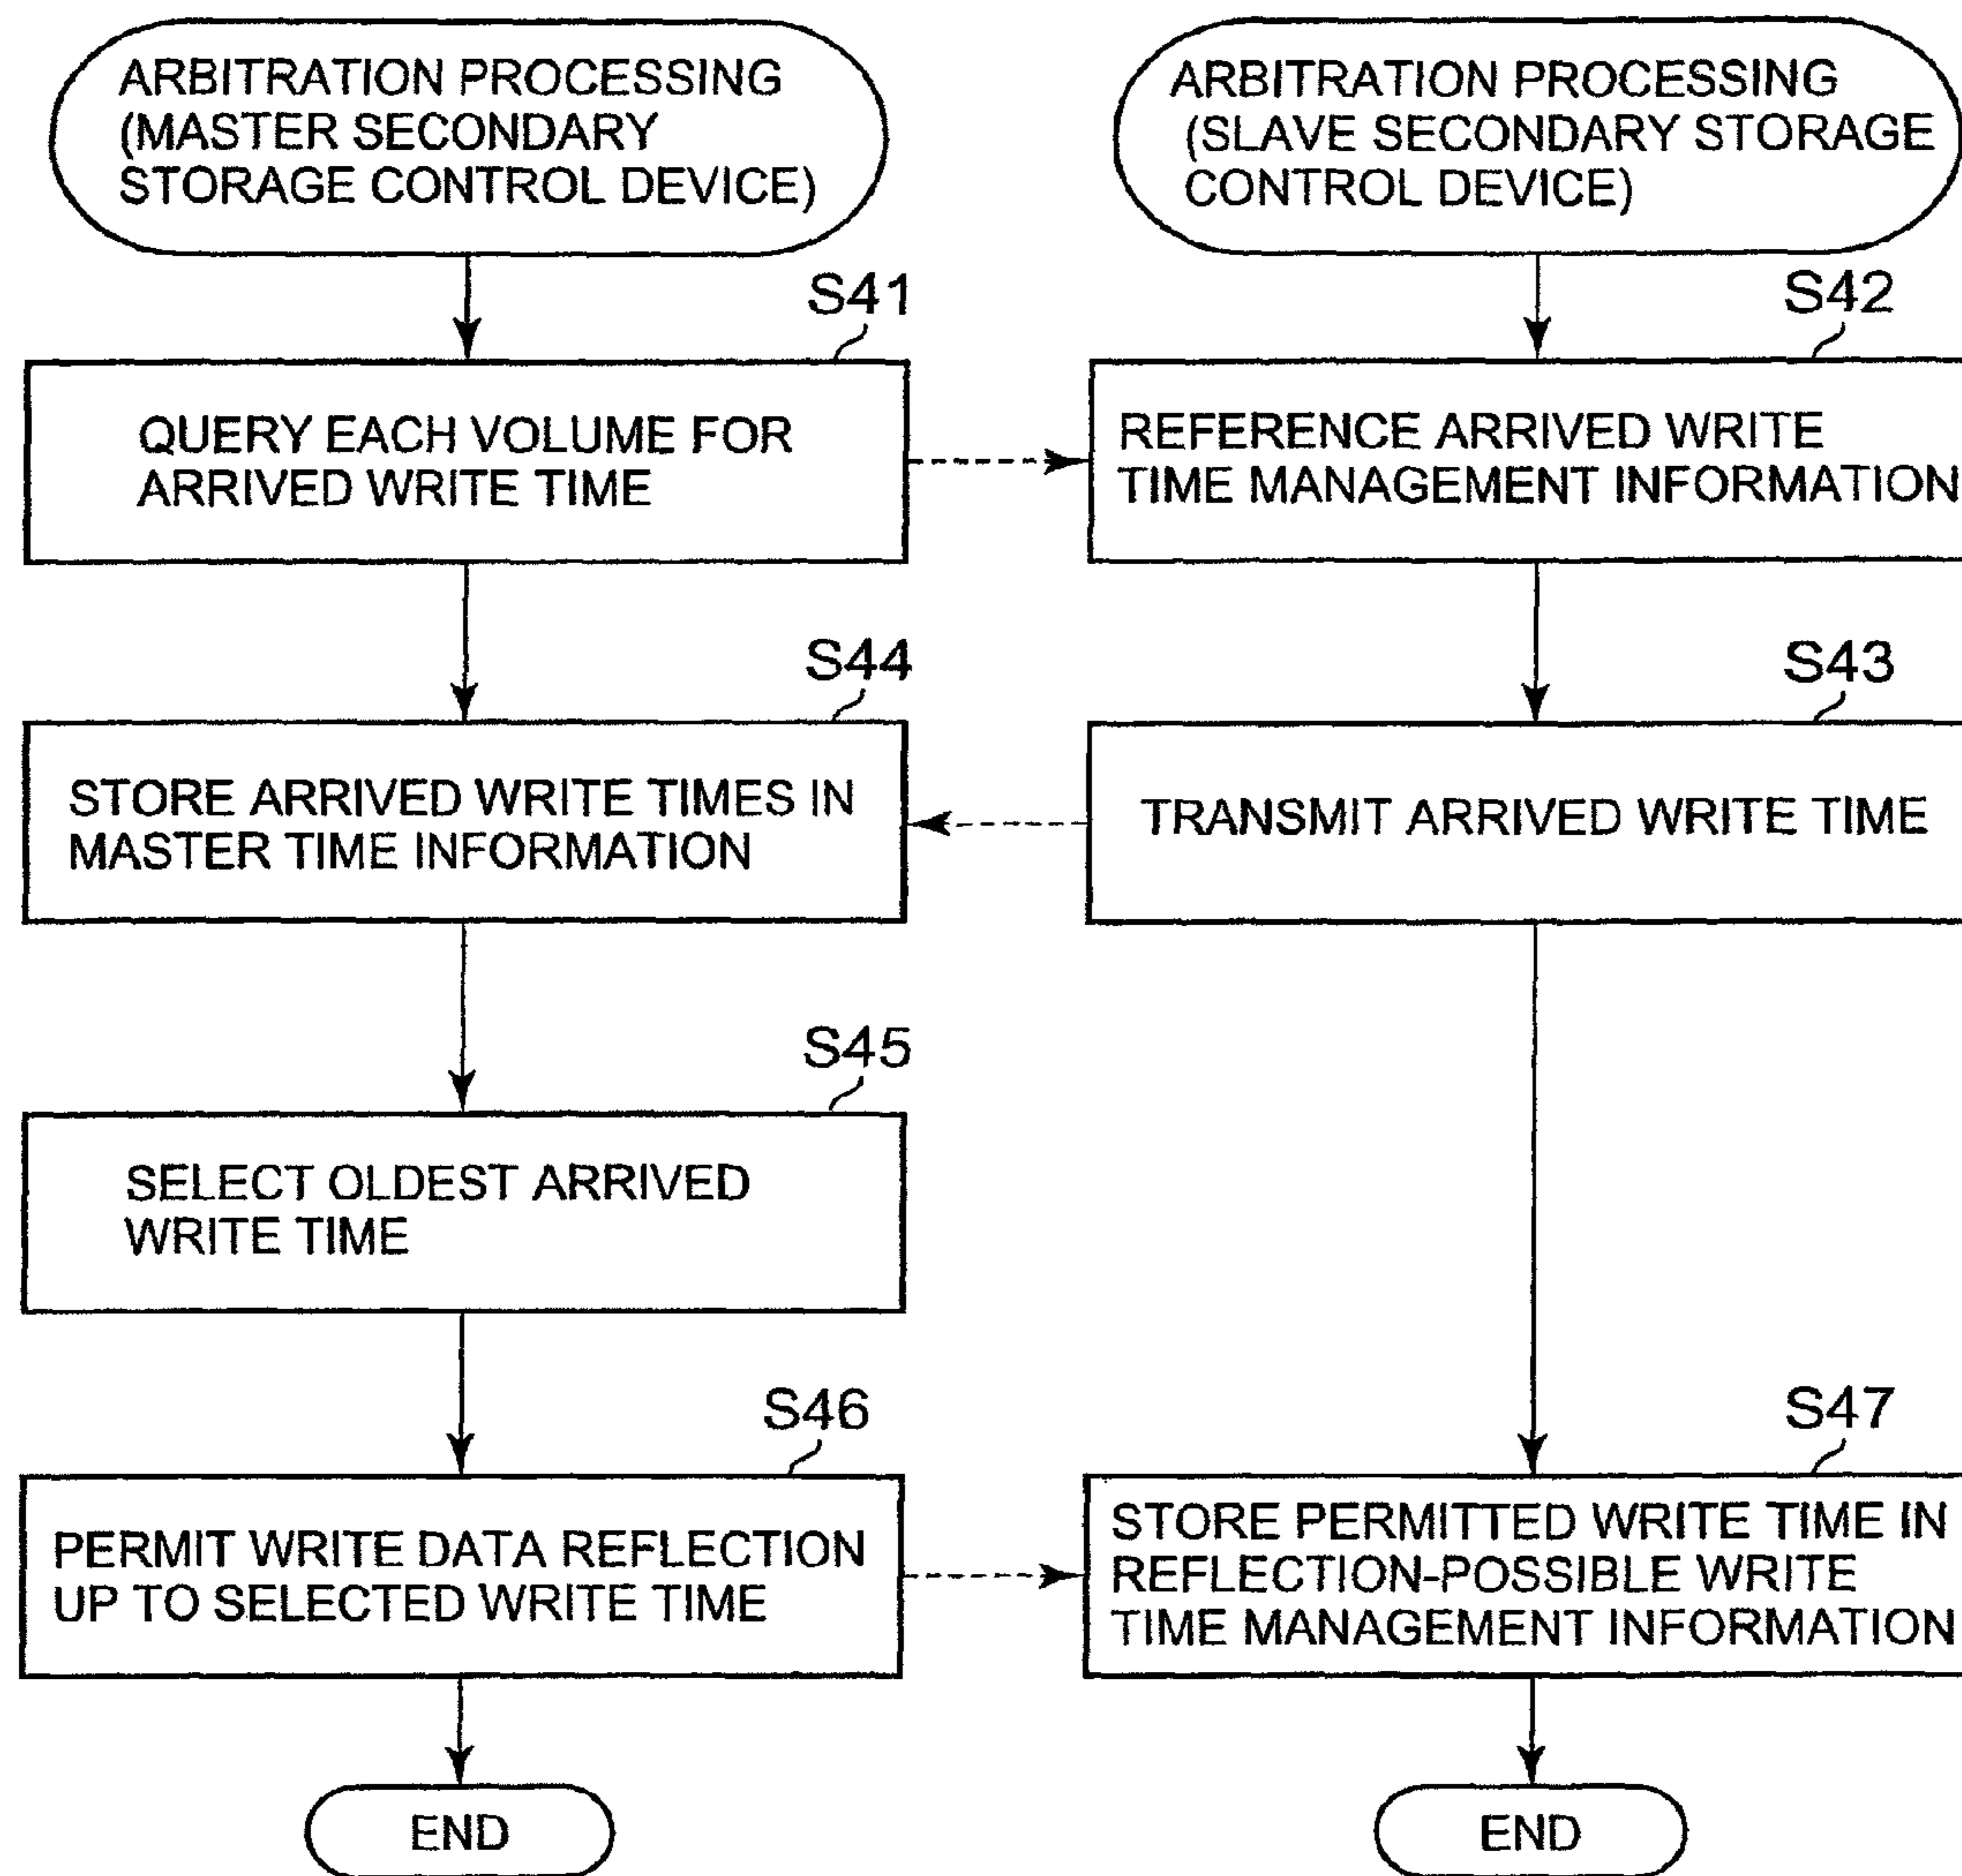 ARBITRATION PROCESSING
(MASTER SECONDARY
STORAGE CONTROL DEVICE)
ARBITRATION PROCESSING
(SLAVE SECONDARY STORAGE
CONTROL DEVICE)
S41
QUERY EACH VOLUME FOR
ARRIVED WRITE TIME
S42
REFERENCE ARRIVED WRITE
TIME MANAGEMENT INFORMATION
S44
STORE ARRIVED WRITE TIMES IN
MASTER TIME INFORMATION
S43
TRANSMIT ARRIVED WRITE TIME
S45
SELECT OLDEST ARRIVED
WRITE TIME
S46
PERMIT WRITE DATA REFLECTION
UP TO SELECTED WRITE TIME
S47
STORE PERMITTED WRITE TIME IN
REFLECTION-POSSIBLE WRITE
TIME MANAGEMENT INFORMATION
END
END